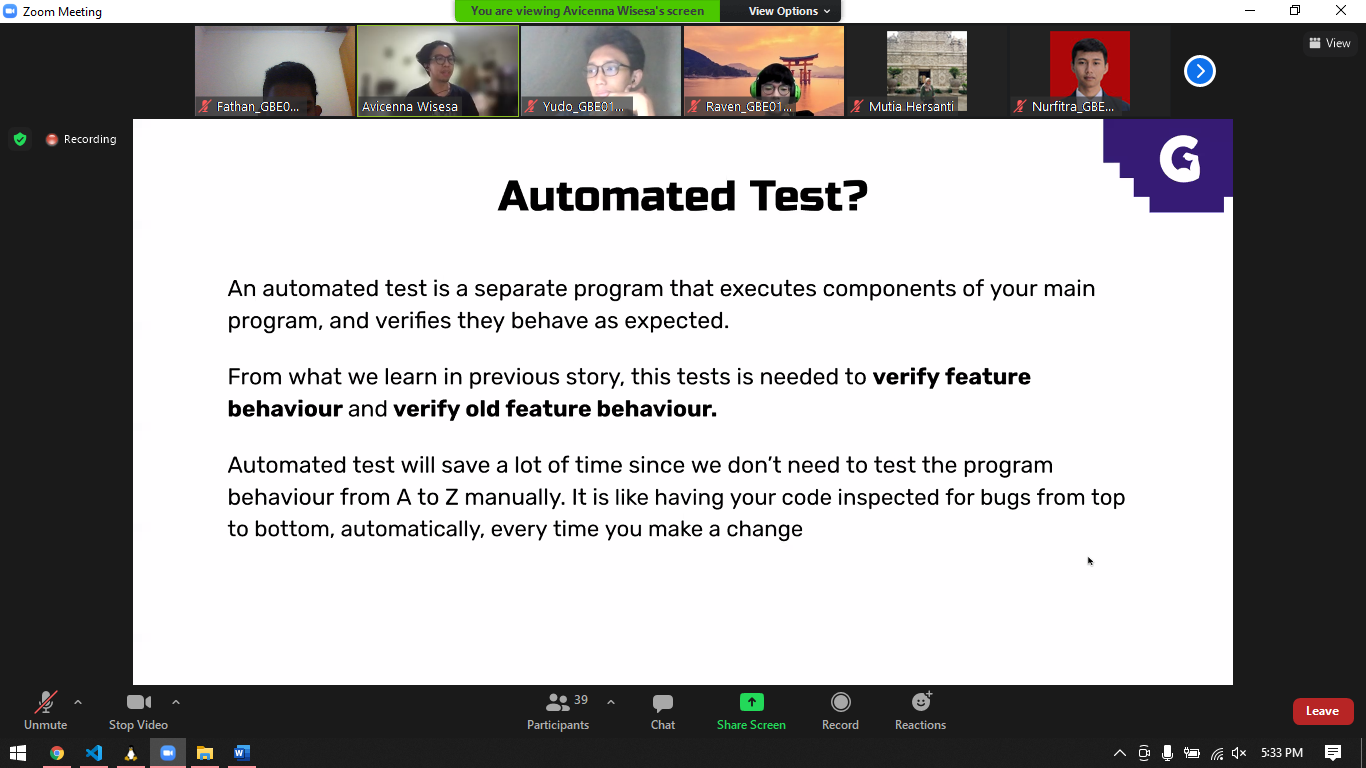 Zoom Meeting
You are viewing Avicenna Wisesa's screen
View Options
Fathan_GBE0...
Avicenna Wisesa
Yudo_GBE01...
Raven_GBE01...
Mutia Hersanti
Nurfitra_GBE...
View
Recording
G
Automated Test?
An automated test is a separate program that executes components of your main
program, and verifies they behave as expected.
From what we learn in previous story, this tests is needed to verify feature
behaviour and verify old feature behaviour.
Automated test will save a lot of time since we don't need to test the program
behaviour from A to Z manually. It is like having your code inspected for bugs from top
to bottom, automatically, every time you make a change
Unmute
Stop Video
39
Participants
Chat
Share Screen
Record
Reactions
Leave
5:33 PM